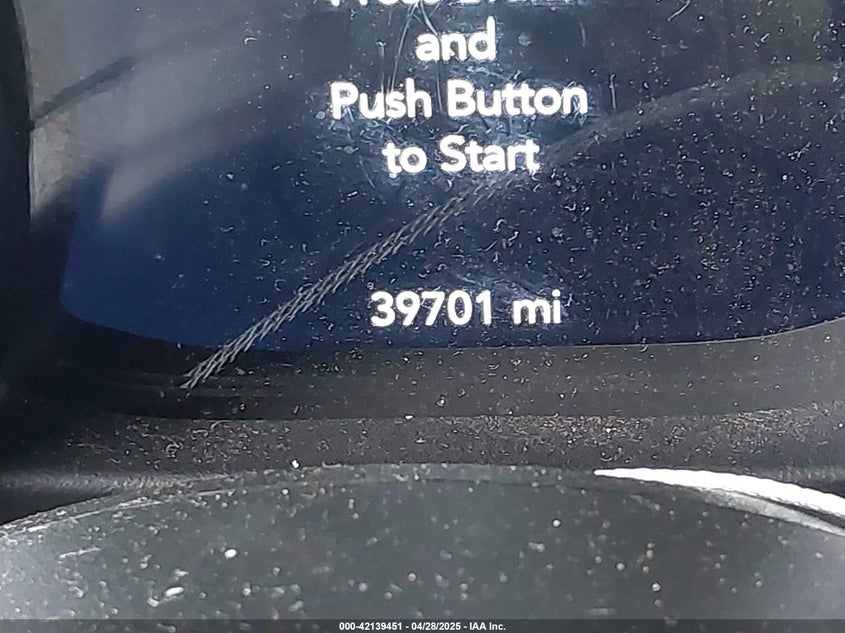 and
Push Button
to Start
39701 mi
000-42139451 - 04/28/2025 - IAA Inc.